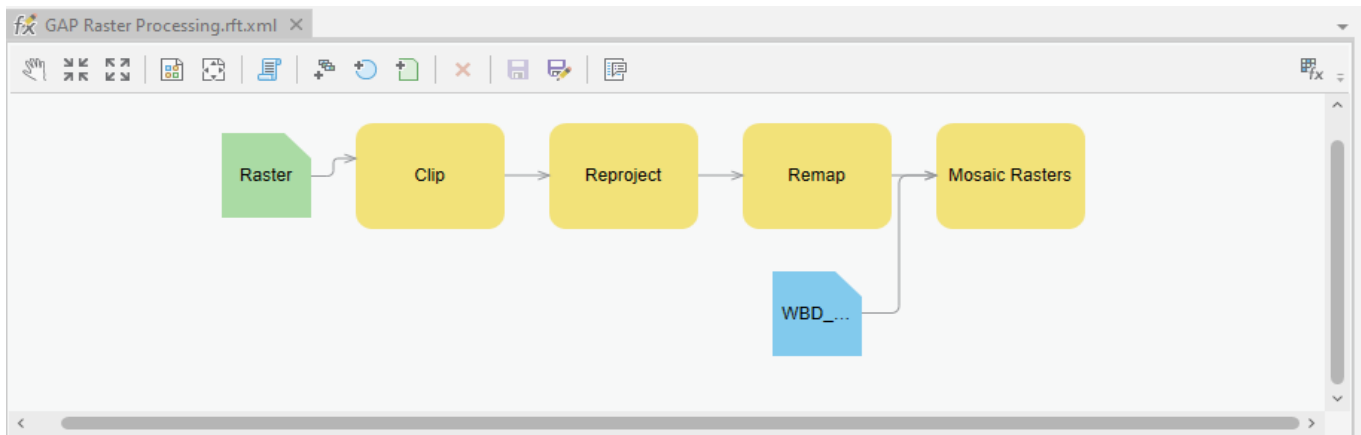 GAP Raster Processing.rft.xml
Raster
Clip
Reproject
Remap
Mosaic Rasters
WBD_...